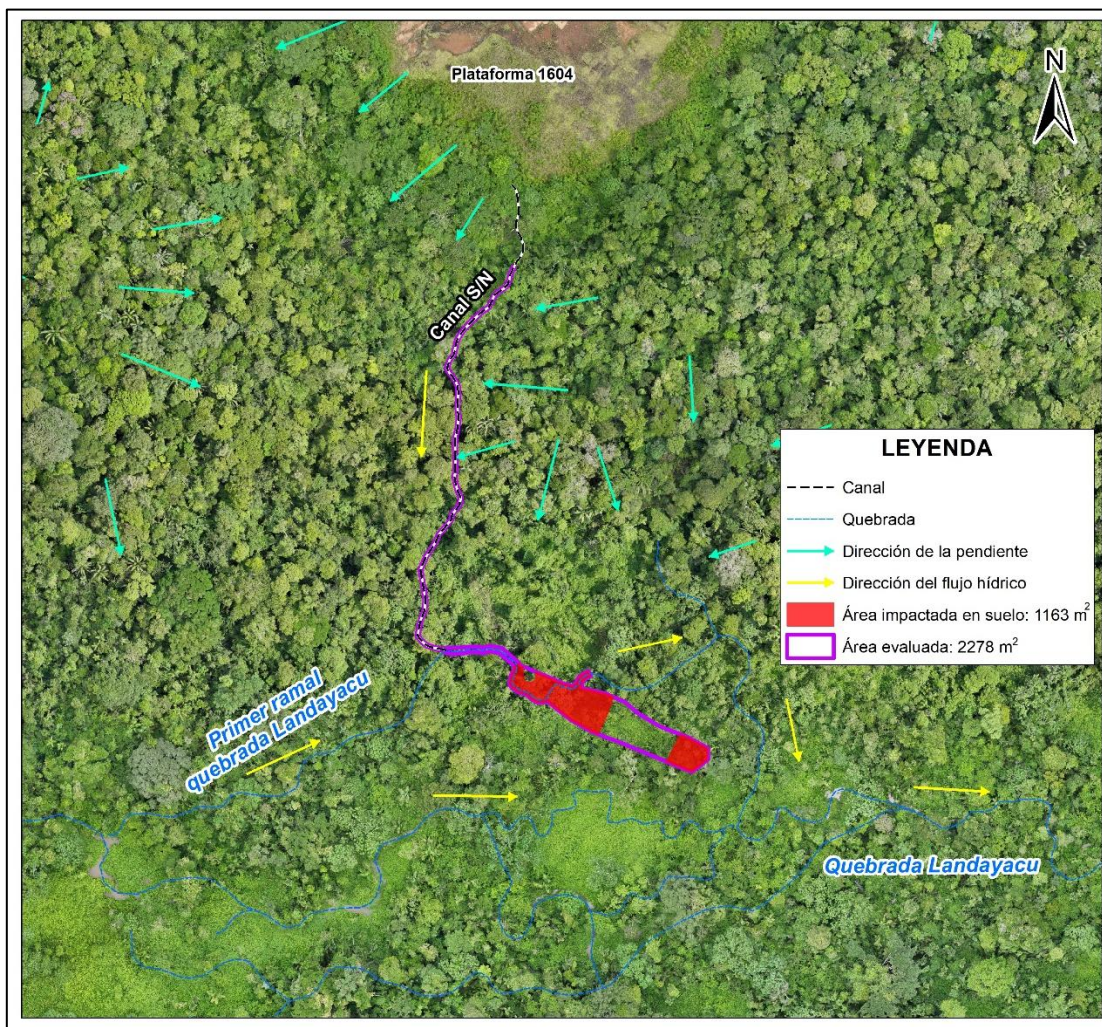 Plataforma 1604
N
Canal S/N
LEYENDA
Canal
Quebrada
Dirección de la pendiente
Dirección del flujo hídrico
Área impactada en suelo: 1163 m²
Área evaluada: 2278 m²
Primer ramal
quebrada Landayacu
Quebrada Landayacu